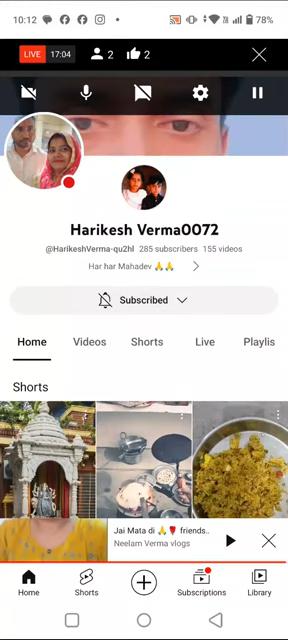 10:12
78%
LIVE 17:04 2 2
Harikesh Verma0072
@HarikeshVerma-qu2hl 285 subscribers 155 videos
Har har Mahadev 🙏🙏
Subscribed
Home Videos Shorts Live Playlis
Shorts
Jai Mata di 🙏🌹 friends..
Neelam Verma vlogs
Home Shorts Subscriptions Library